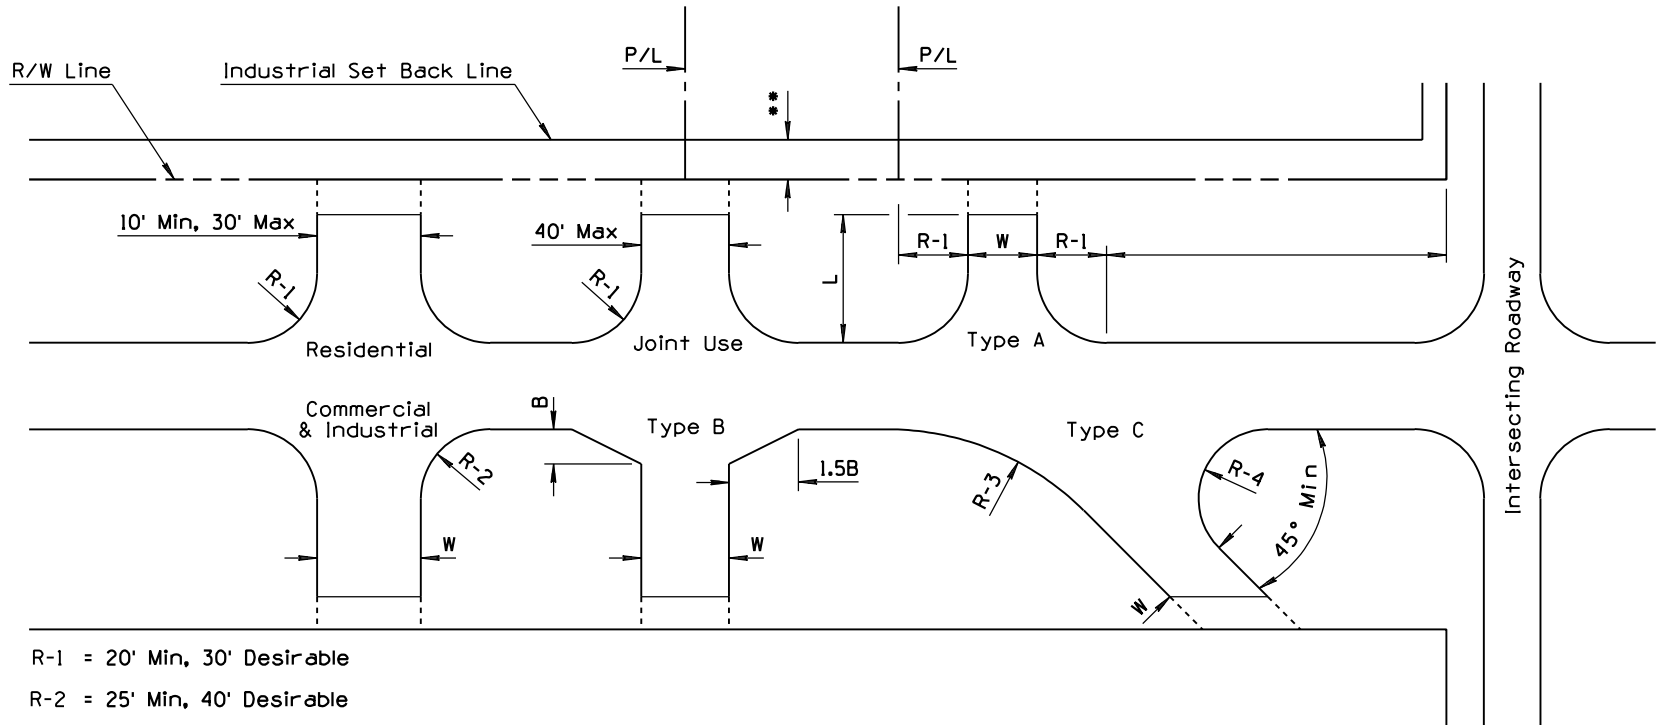 P/L
P/L
R/W Line
Industrial Set Back Line
**
10' Min, 30' Max
40' Max
R-1
W
R-1
L
R-1
R-1
Residential
Joint Use
Type A
Intersecting Roadway
Commercial
& Industrial
B
Type B
Type C
R-2
1.5B
R-3
R-4
45° Min
W
W
W
R-1 = 20' Min, 30' Desirable
R-2 = 25' Min, 40' Desirable